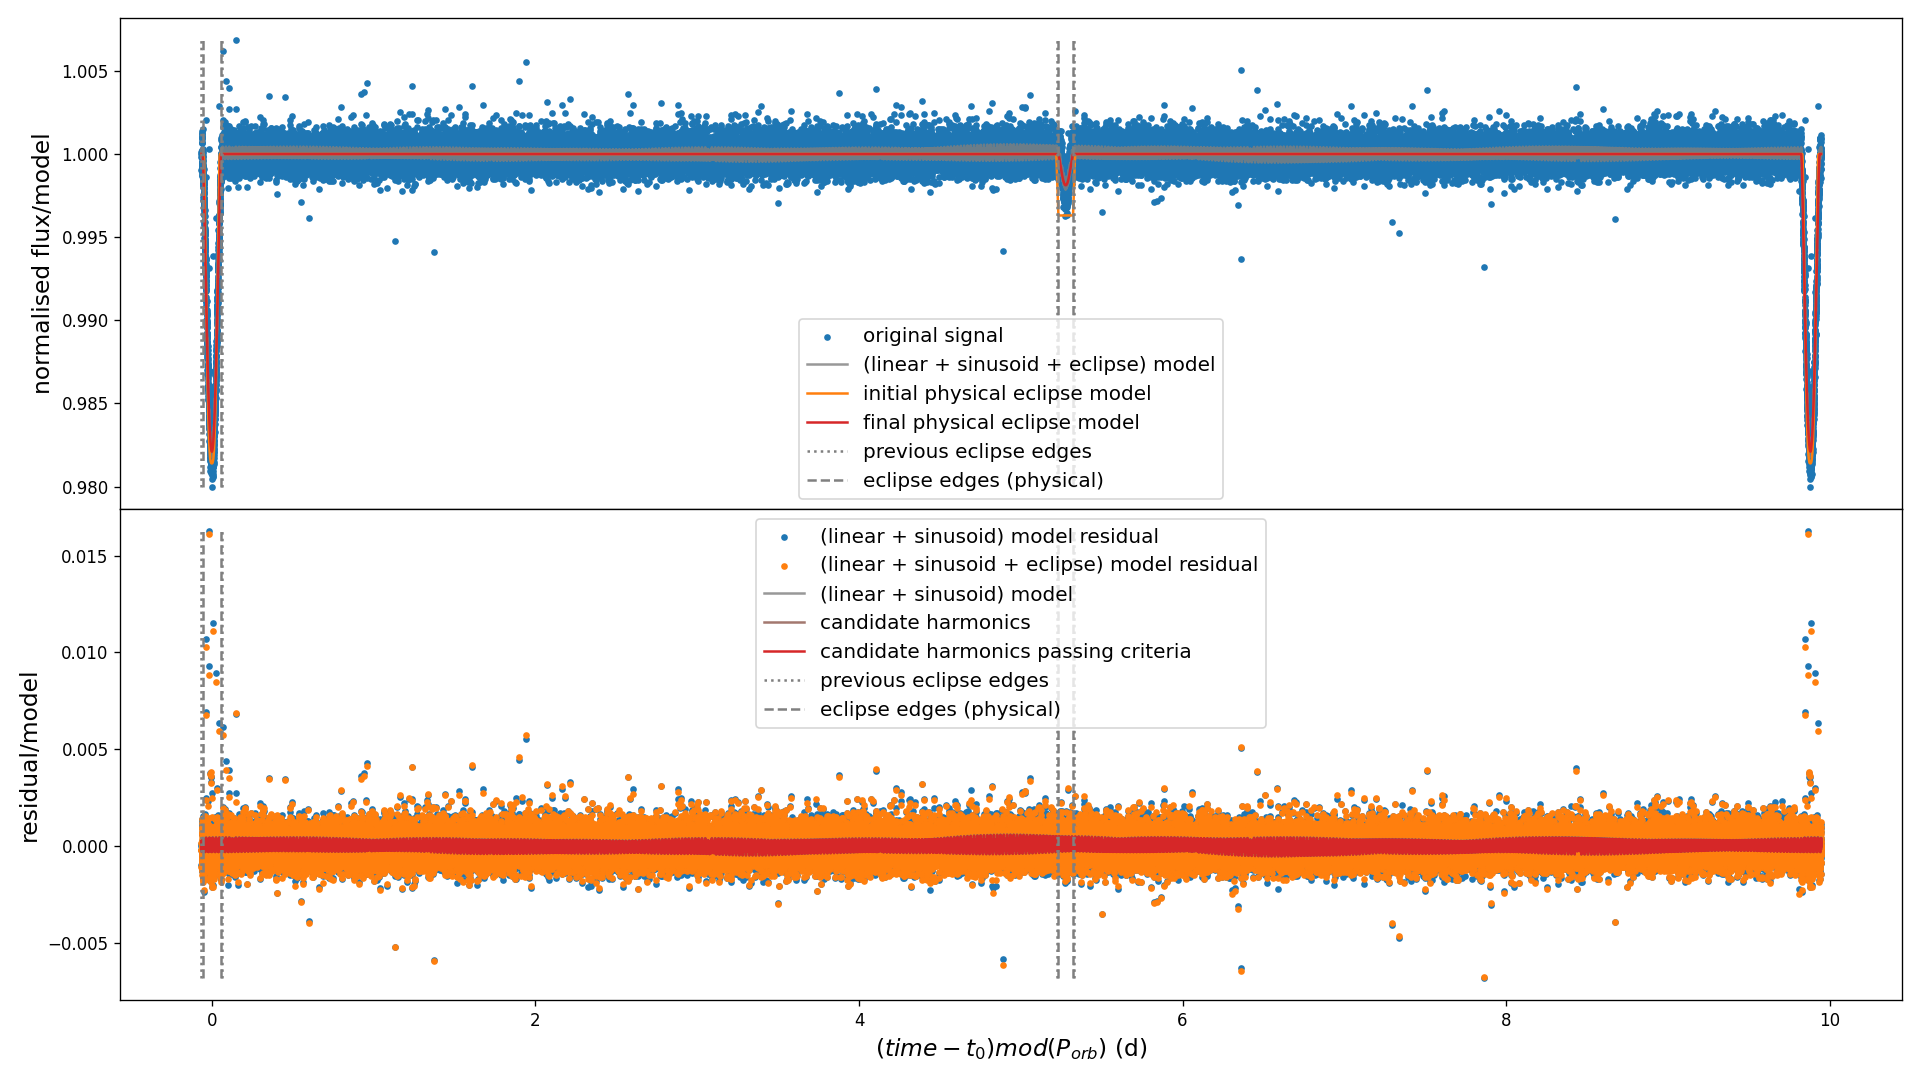 normalised flux/model
1.005
1.000
0.995
0.990
0.985
0.980
original signal
(linear + sinusoid + eclipse) model
initial physical eclipse model
final physical eclipse model
previous eclipse edges
eclipse edges (physical)
residual/model
0.015
0.010
0.005
0.000
−0.005
(linear + sinusoid) model residual
(linear + sinusoid + eclipse) model residual
(linear + sinusoid) model
candidate harmonics
candidate harmonics passing criteria
previous eclipse edges
eclipse edges (physical)
0 2 4 6 8 10
(time − t₀)mod(Pₒᵣb) (d)